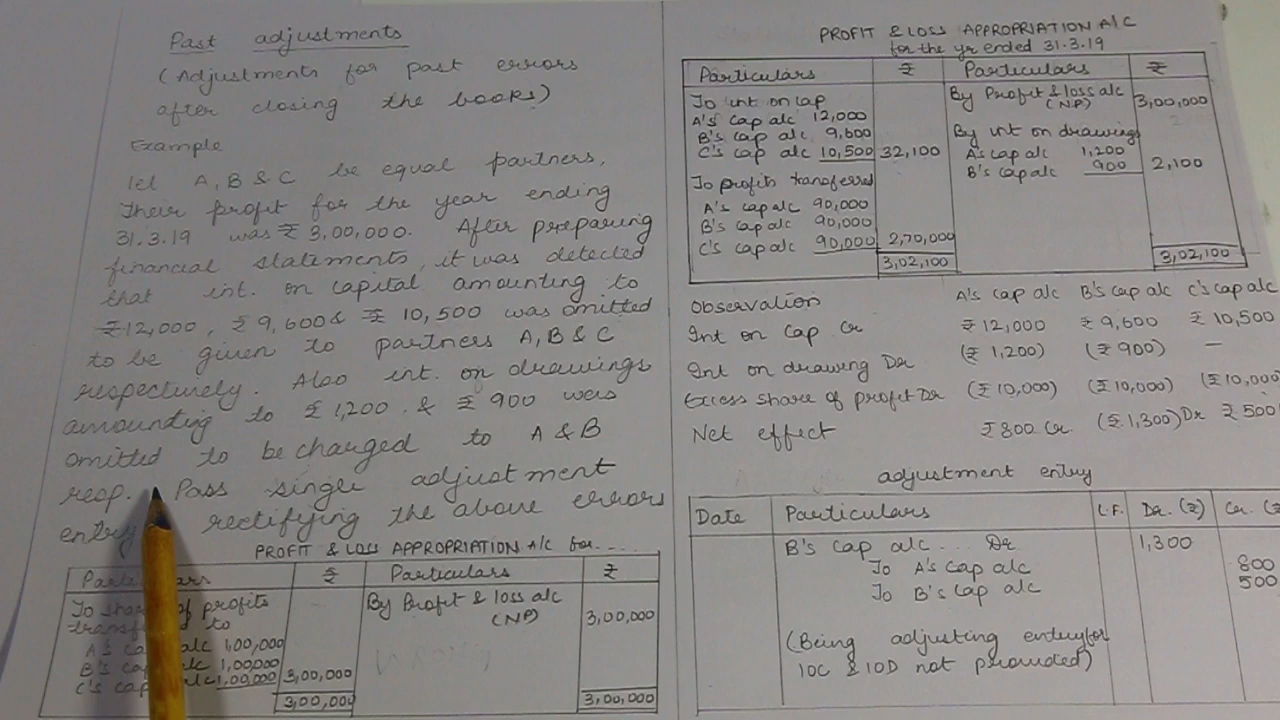 Past adjustments
(Adjustments for past errors
after closing the books)
Example
let A, B & C be equal partners,
Their profit for the year ending
31.3.19 was ₹ 3,00,000. After preparing
financial statements, it was detected
that int. on capital amounting to
₹12,000, ₹ 9,600 & ₹ 10,500 was omitted
to be given to partners A, B & C
respectively. Also int. on drawings
amounting to ₹ 1,200 & ₹ 900 was
omitted to be charged to A & B
resp. Pass single adjustment
entry rectifying the above errors
PROFIT & LOSS APPROPRIATION A/c for....
Particulars ₹ Particulars ₹
To share of profits By Profit & loss a/c
transferred to (NP) 3,00,000
A's cap a/c 1,00,000
B's cap a/c 1,00,000
C's cap a/c 1,00,000 3,00,000
3,00,000 3,00,000
PROFIT & LOSS APPROPRIATION A/C
for the yr ended 31.3.19
Particulars ₹ Particulars ₹
To int on cap By Profit & loss a/c
A's cap a/c 12,000 (NP) 3,00,000
B's cap a/c 9,600 By int on drawings
C's cap a/c 10,500 32,100 A's cap a/c 1,200
To profits transferred B's cap a/c 900 2,100
A's cap a/c 90,000
B's cap a/c 90,000
C's cap a/c 90,000 2,70,000
3,02,100 3,02,100
Observation A's cap a/c B's cap a/c C's cap a/c
Int on cap Cr ₹ 12,000 ₹ 9,600 ₹ 10,500
Int on drawing Dr (₹ 1,200) (₹ 900) —
Excess share of profit Dr (₹ 10,000) (₹ 10,000) (₹ 10,000
Net effect ₹ 800 Cr. (₹ 1,300) Dr ₹ 500
adjustment entry
Date Particulars L.F. Dr. (₹) Cr. (₹
B's cap a/c ... Dr 1,300
To A's cap a/c 800
To B's cap a/c 500
(Being adjusting entry for
IOC & IOD not provided)